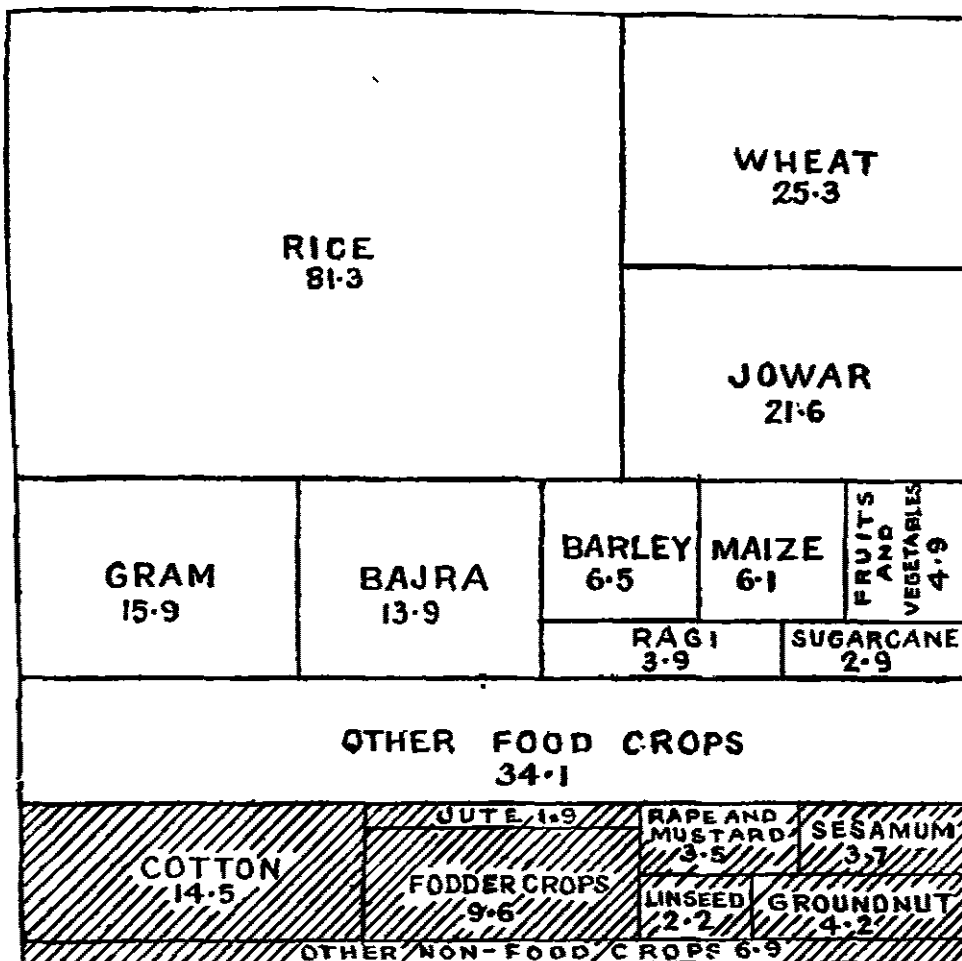 RICE
81·3
WHEAT
25·3
JOWAR
21·6
GRAM
15·9
BAJRA
13·9
BARLEY
6·5
MAIZE
6·1
FRUITS
AND
VEGETABLES
4·9
RAGI
3·9
SUGARCANE
2·9
OTHER FOOD CROPS
34·1
COTTON
14·5
JUTE 1·9
FODDER CROPS
9·6
RAPE AND
MUSTARD
3·5
SESAMUM
3·7
LINSEED
2·2
GROUNDNUT
4·2
OTHER NON-FOOD CROPS 6·9